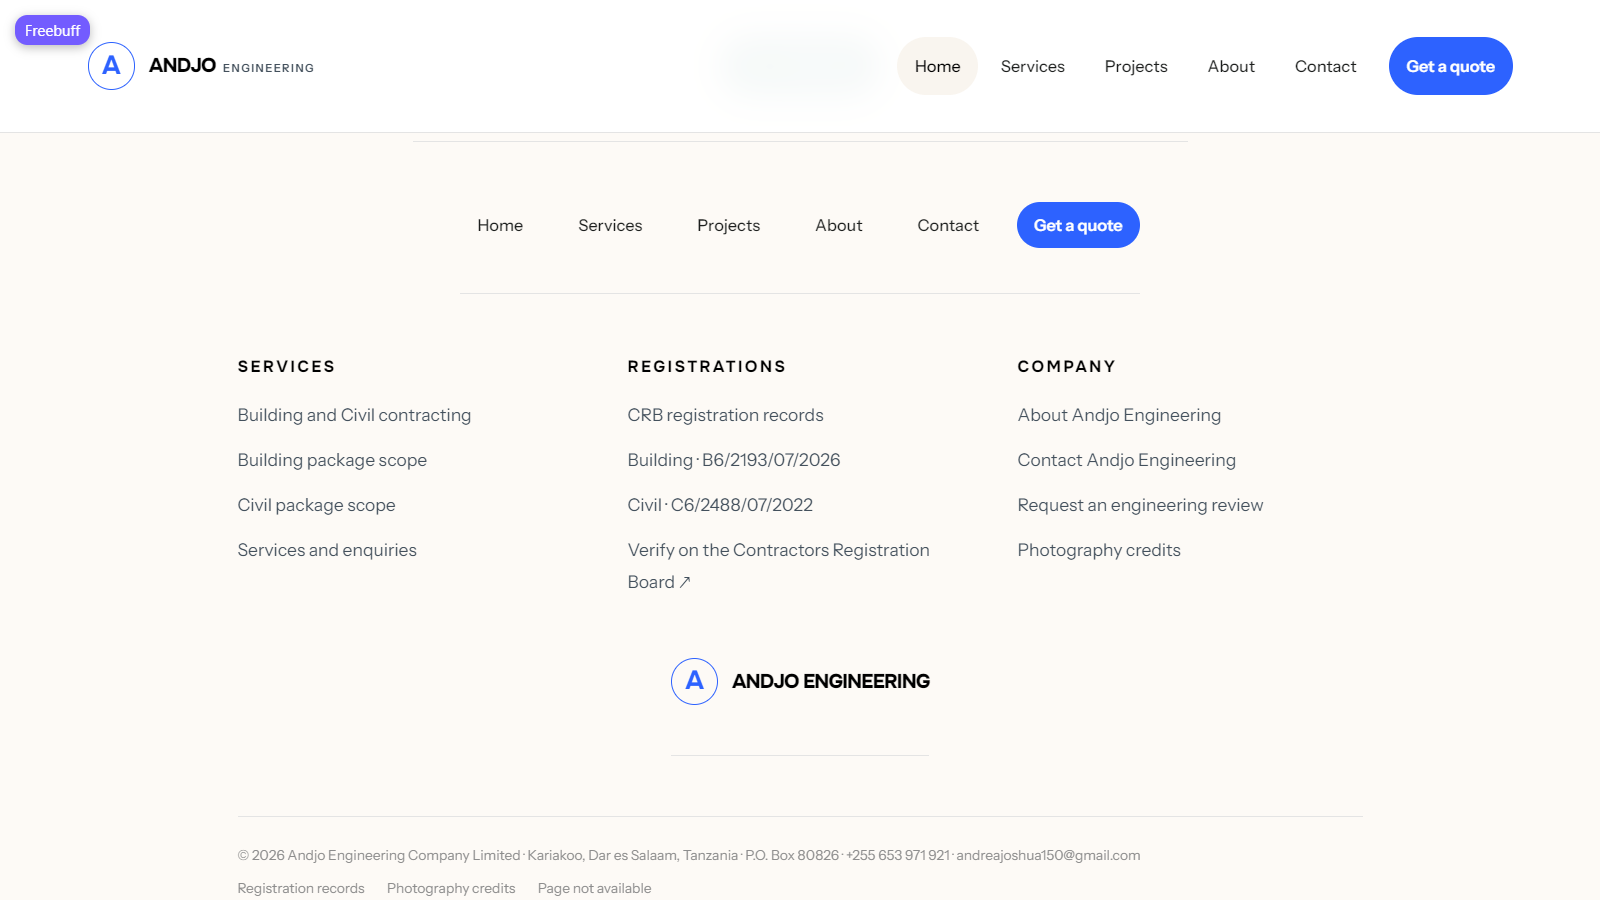 Freebuff
A ANDJO ENGINEERING
Home Services Projects About Contact Get a quote
Home Services Projects About Contact Get a quote
SERVICES
Building and Civil contracting
Building package scope
Civil package scope
Services and enquiries
REGISTRATIONS
CRB registration records
Building · B6/2193/07/2026
Civil · C6/2488/07/2022
Verify on the Contractors Registration
Board ↗
COMPANY
About Andjo Engineering
Contact Andjo Engineering
Request an engineering review
Photography credits
A ANDJO ENGINEERING
© 2026 Andjo Engineering Company Limited · Kariakoo, Dar es Salaam, Tanzania · P.O. Box 80826 · +255 653 971 921 · andreajoshua150@gmail.com
Registration records Photography credits Page not available